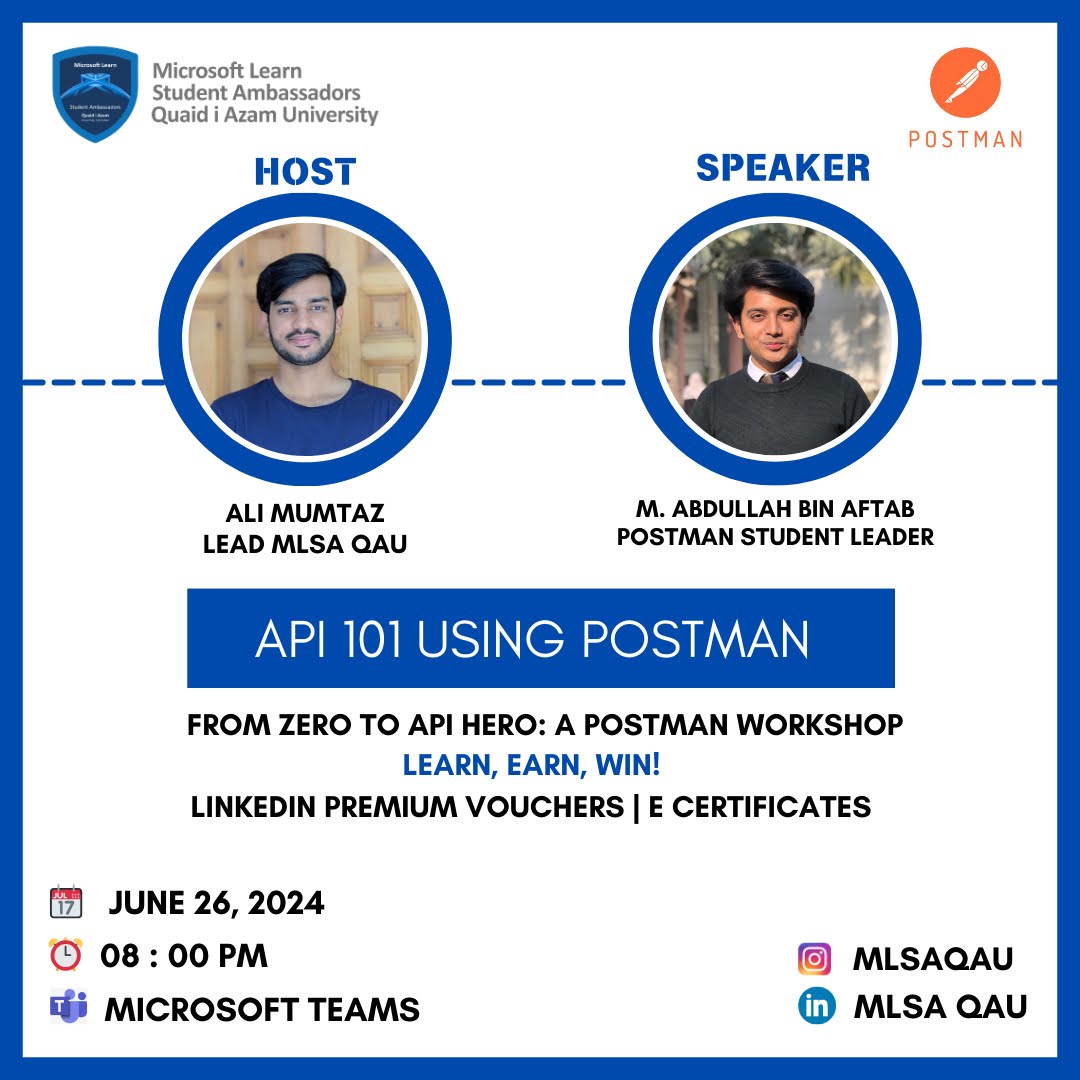 Microsoft Learn
Student Ambassadors
Quaid i Azam
Microsoft Learn
Student Ambassadors
Quaid i Azam University
POSTMAN
HOST
SPEAKER
ALI MUMTAZ
LEAD MLSA QAU
M. ABDULLAH BIN AFTAB
POSTMAN STUDENT LEADER
API 101 USING POSTMAN
FROM ZERO TO API HERO: A POSTMAN WORKSHOP
LEARN, EARN, WIN!
LINKEDIN PREMIUM VOUCHERS | E CERTIFICATES
JUL
17
JUNE 26, 2024
08 : 00 PM
T
MICROSOFT TEAMS
MLSAQAU
in
MLSA QAU